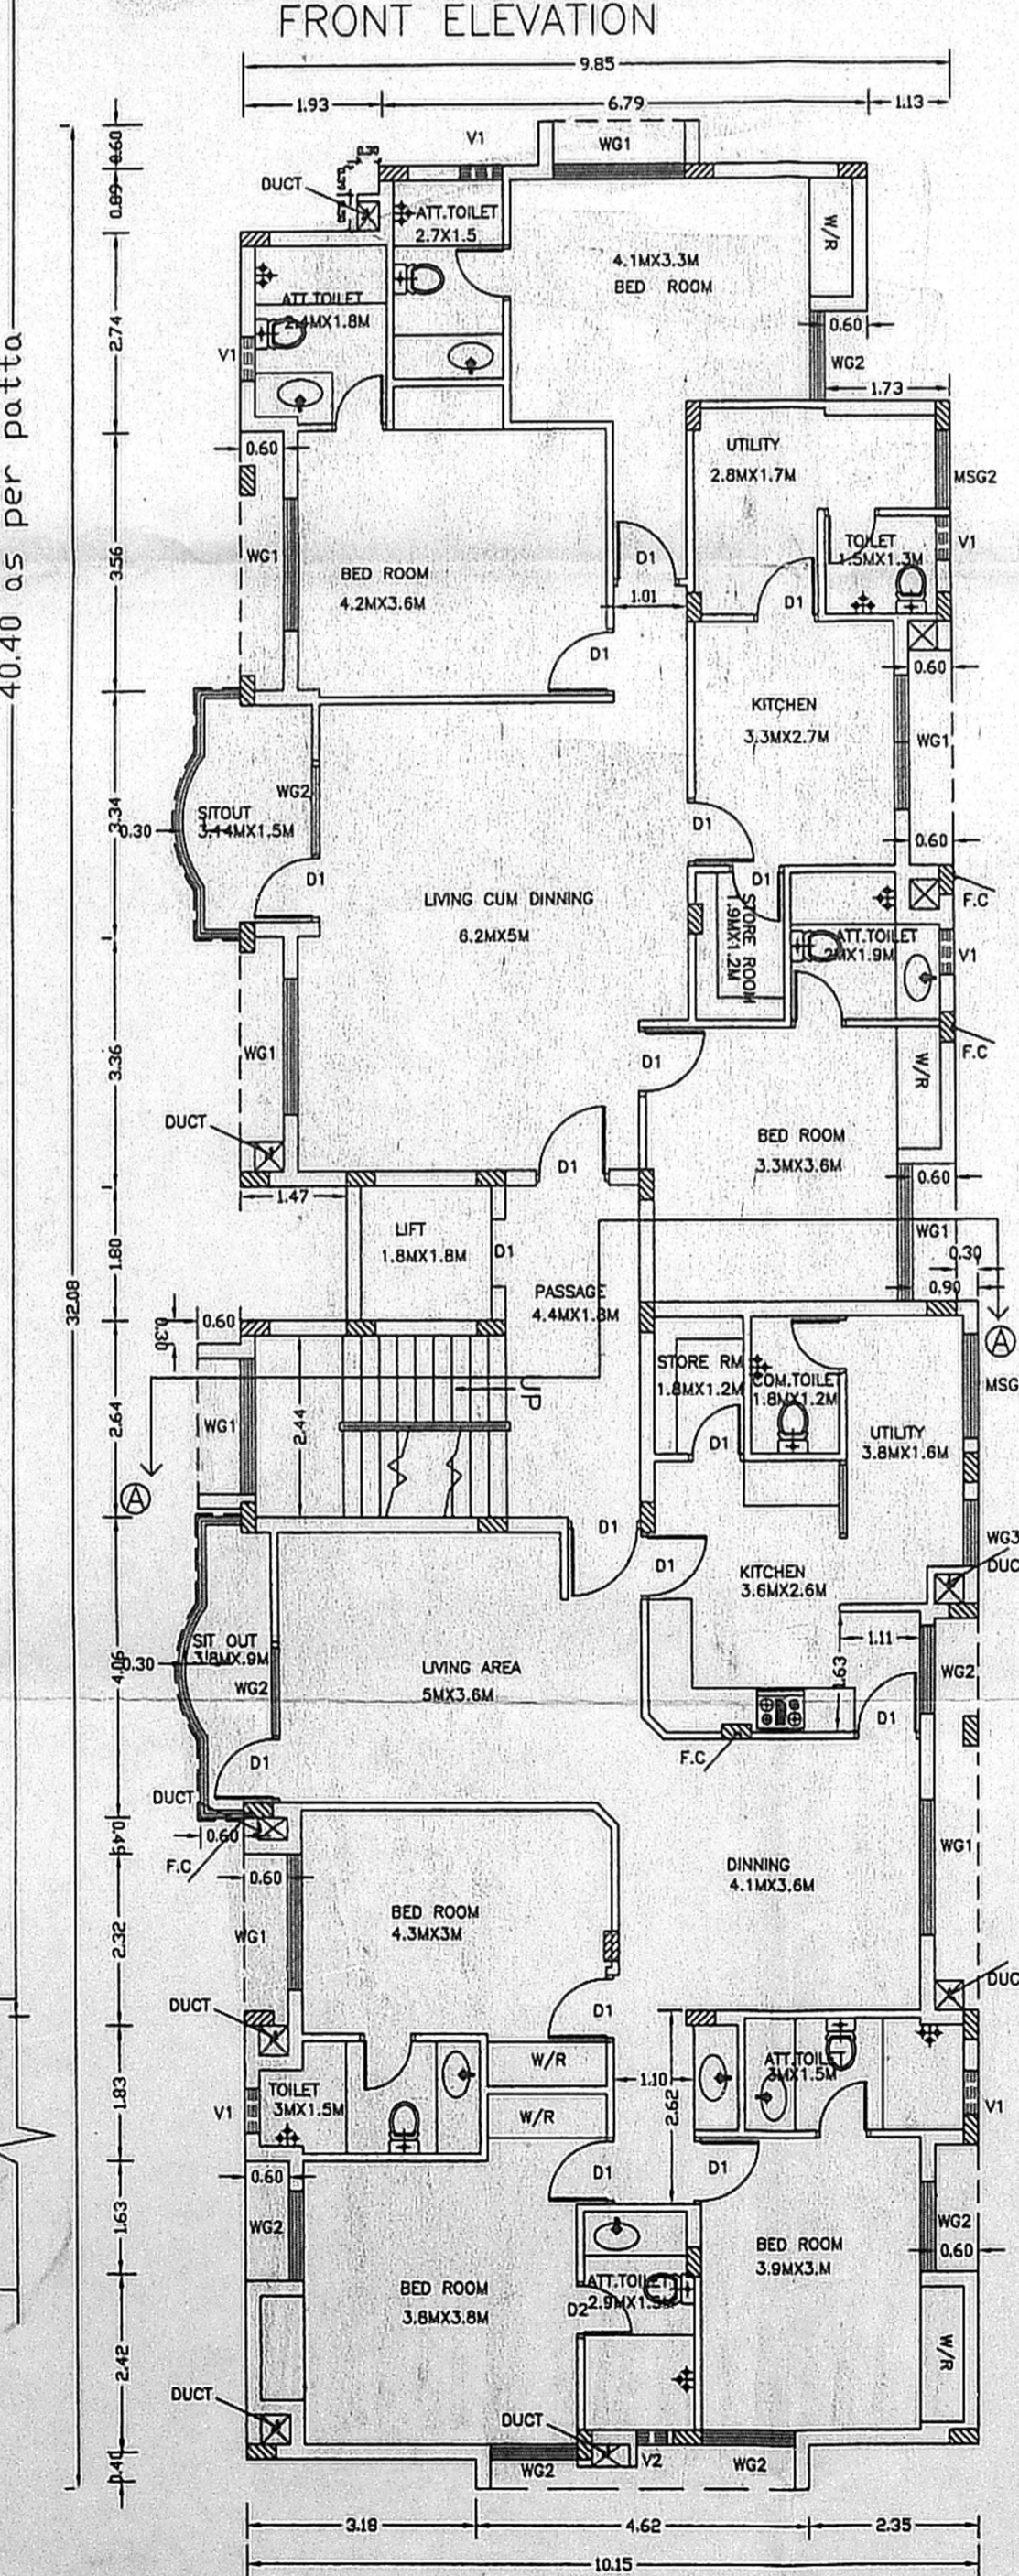 FRONT ELEVATION
9.85
1.93
6.79
1.13
0.60
0.89
2.74
3.56
3.34
3.36
1.80
2.64
4.06
0.45
2.32
1.83
1.63
2.42
0.40
32.08
40.40 as per patta
V1
WG1
0.30
DUCT
ATT.TOILET
2.7X1.5
4.1MX3.3M
BED ROOM
W/R
ATT.TOILET
2.4MX1.8M
V1
0.60
WG2
1.73
0.60
UTILITY
2.8MX1.7M
MSG2
WG1
BED ROOM
4.2MX3.6M
D1
TOILET
1.5MX1.3M
V1
1.01
D1
D1
0.60
KITCHEN
3.3MX2.7M
WG1
WG2
SITOUT
3.44MX1.5M
0.30
D1
D1
0.60
D1
F.C
LIVING CUM DINNING
6.2MX5M
STORE ROOM
1.9MX1.2M
ATT.TOILET
2MX1.9M
V1
WG1
D1
F.C
W/R
DUCT
BED ROOM
3.3MX3.6M
D1
0.60
1.47
LIFT
1.8MX1.8M
D1
WG1
0.30
0.90
PASSAGE
4.4MX1.8M
0.30
0.60
A
STORE RM
1.8MX1.2M
COM.TOILET
1.8MX1.2M
MSG
UP
WG1
2.44
D1
UTILITY
3.8MX1.6M
A
D1
D1
WG3
DUC
KITCHEN
3.6MX2.6M
SIT OUT
3.8MX.9M
0.30
WG2
LIVING AREA
5MX3.6M
1.11
1.63
WG2
D1
F.C
D1
DUCT
0.60
F.C
0.60
DINNING
4.1MX3.6M
WG1
BED ROOM
4.3MX3M
WG1
DUC
DUCT
D1
W/R
1.10
ATT.TOILET
3MX1.5M
TOILET
3MX1.5M
V1
W/R
2.62
V1
0.60
D1
D1
WG2
WG2
0.60
BED ROOM
3.9MX3.M
BED ROOM
3.8MX3.8M
ATT.TOILET
2.9MX1.5M
D2
W/R
DUCT
DUCT
WG2
V2
WG2
3.18
4.62
2.35
10.15